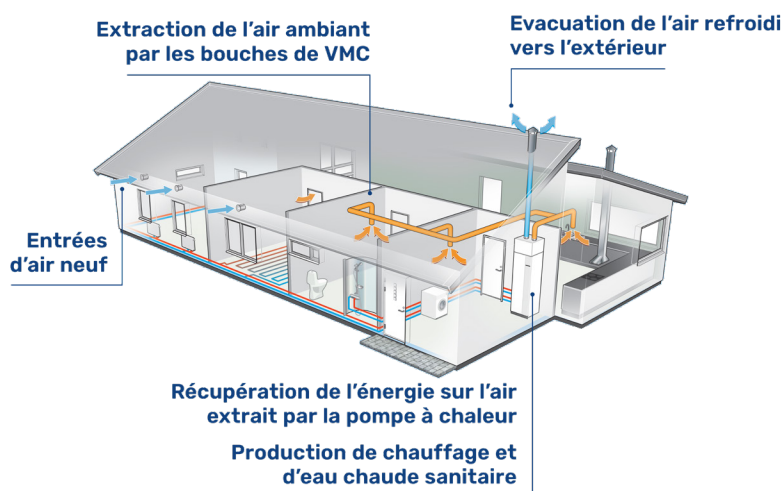 Extraction de l'air ambiant
par les bouches de VMC
Evacuation de l'air refroidi
vers l'extérieur
Entrées
d'air neuf
Récupération de l'énergie sur l'air
extrait par la pompe à chaleur
Production de chauffage et
d'eau chaude sanitaire